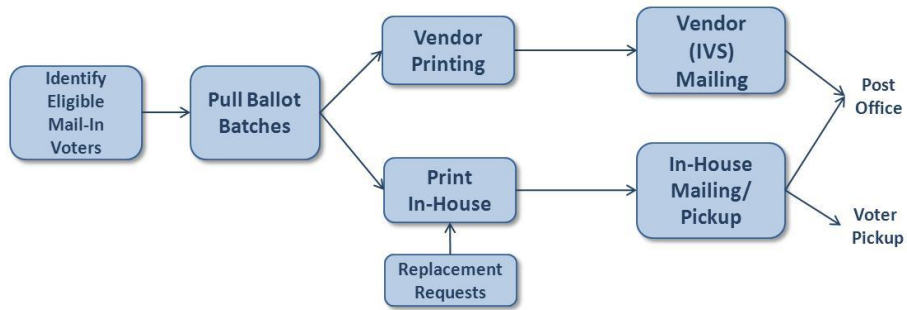 Identify
Eligible
Mail-In
Voters
Pull Ballot
Batches
Vendor
Printing
Vendor
(IVS)
Mailing
Post
Office
Print
In-House
In-House
Mailing/
Pickup
Voter
Pickup
Replacement
Requests